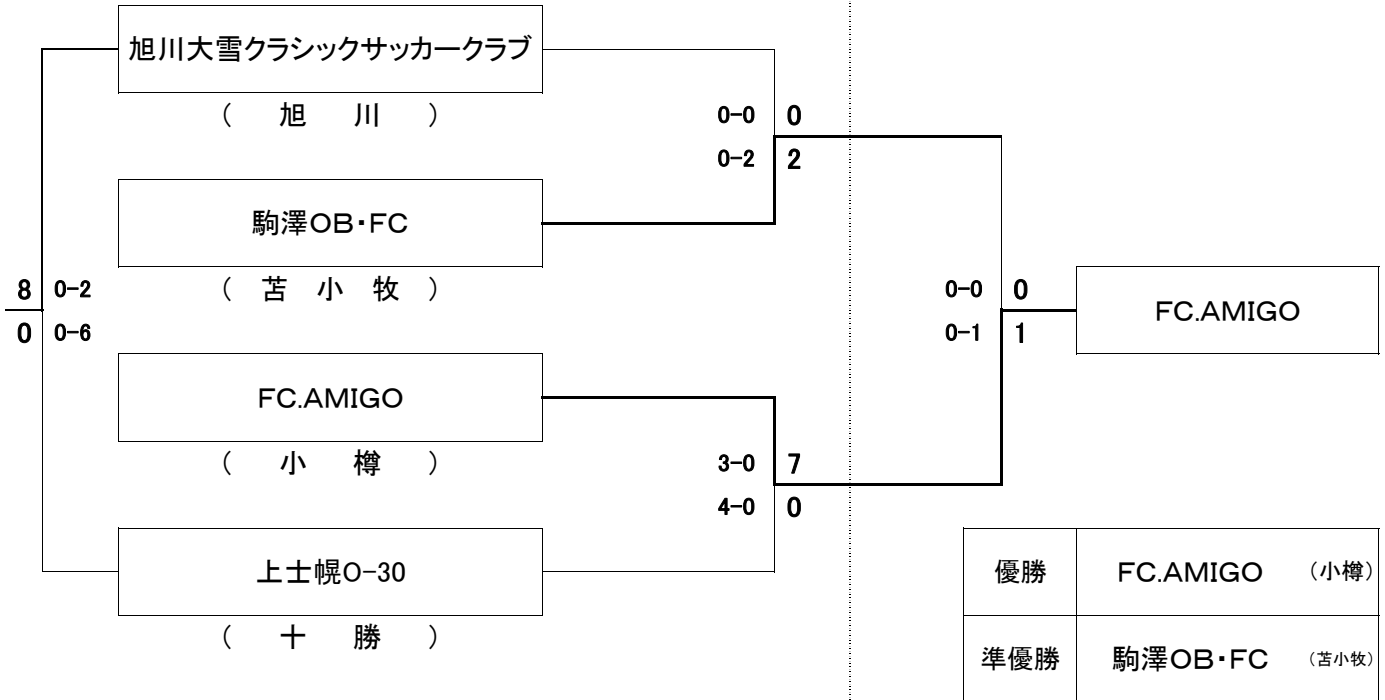 旭川大雪クラシックサッカークラブ
( 旭 川 )
0-0 0
0-2 2
駒澤OB・FC
( 苫 小 牧 )
8 0-2
0 0-6
0-0 0
0-1 1
FC.AMIGO
FC.AMIGO
( 小 樽 )
3-0 7
4-0 0
上士幌O-30
( 十 勝 )
優勝 FC.AMIGO (小樽)
準優勝 駒澤OB・FC (苫小牧)